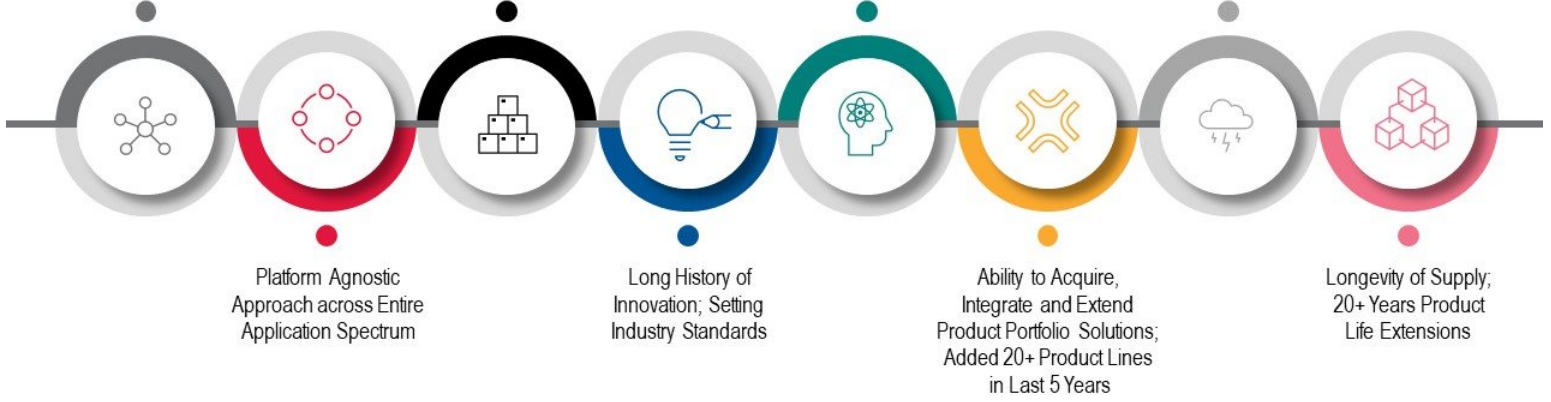 Platform Agnostic
Approach across Entire
Application Spectrum
Long History of
Innovation; Setting
Industry Standards
Ability to Acquire,
Integrate and Extend
Product Portfolio Solutions;
Added 20+ Product Lines
in Last 5 Years
Longevity of Supply;
20+ Years Product
Life Extensions